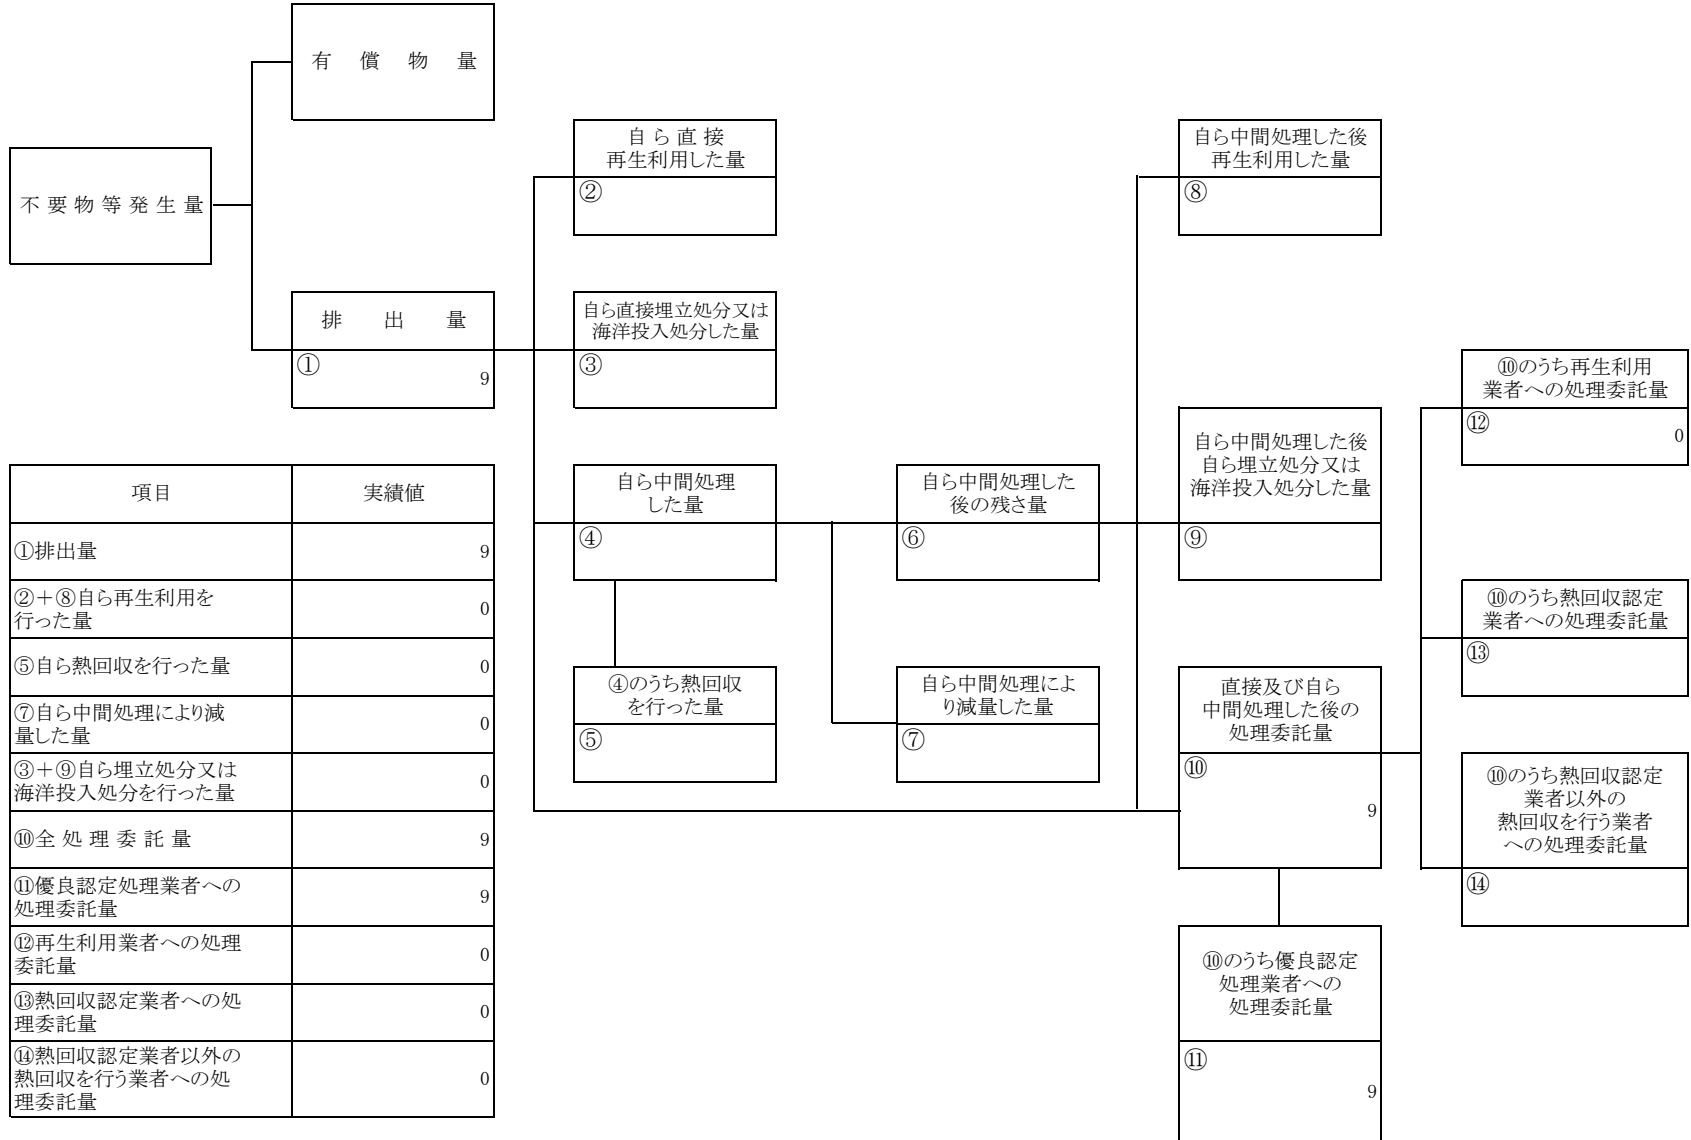 有 償 物 量
不 要 物 等 発 生 量
排 出 量
①
9
自 ら 直 接
再生利用した量
②
自ら直接埋立処分又は
海洋投入処分した量
③
自ら中間処理
した量
④
④のうち熱回収
を行った量
⑤
自ら中間処理した
後の残さ量
⑥
自ら中間処理によ
り減量した量
⑦
自ら中間処理した後
再生利用した量
⑧
自ら中間処理した後
自ら埋立処分又は
海洋投入処分した量
⑨
直接及び自ら
中間処理した後の
処理委託量
⑩
9
⑩のうち優良認定
処理業者への
処理委託量
⑪
9
⑩のうち再生利用
業者への処理委託量
⑫
0
⑩のうち熱回収認定
業者への処理委託量
⑬
⑩のうち熱回収認定
業者以外の
熱回収を行う業者
への処理委託量
⑭
項目 実績値
①排出量 9
②＋⑧自ら再生利用を
行った量 0
⑤自ら熱回収を行った量 0
⑦自ら中間処理により減
量した量 0
③＋⑨自ら埋立処分又は
海洋投入処分を行った量 0
⑩全 処 理 委 託 量 9
⑪優良認定処理業者への
処理委託量 9
⑫再生利用業者への処理
委託量 0
⑬熱回収認定業者への処
理委託量 0
⑭熱回収認定業者以外の
熱回収を行う業者への処
理委託量 0